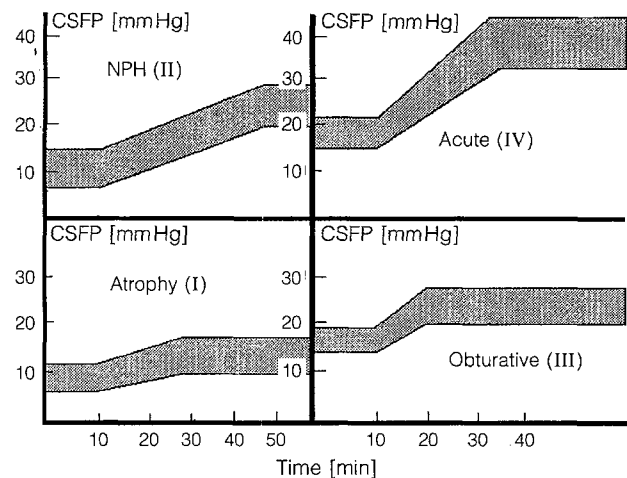 CSFP [mmHg]
40
30
20
10
NPH (II)
CSFP [mmHg]
40
30
20
10
Acute (IV)
CSFP [mmHg]
30
20
10
Atrophy (I)
10 20 30 40 50
CSFP [mmHg]
30
20
10
Obturative (III)
10 20 30 40
Time [min]